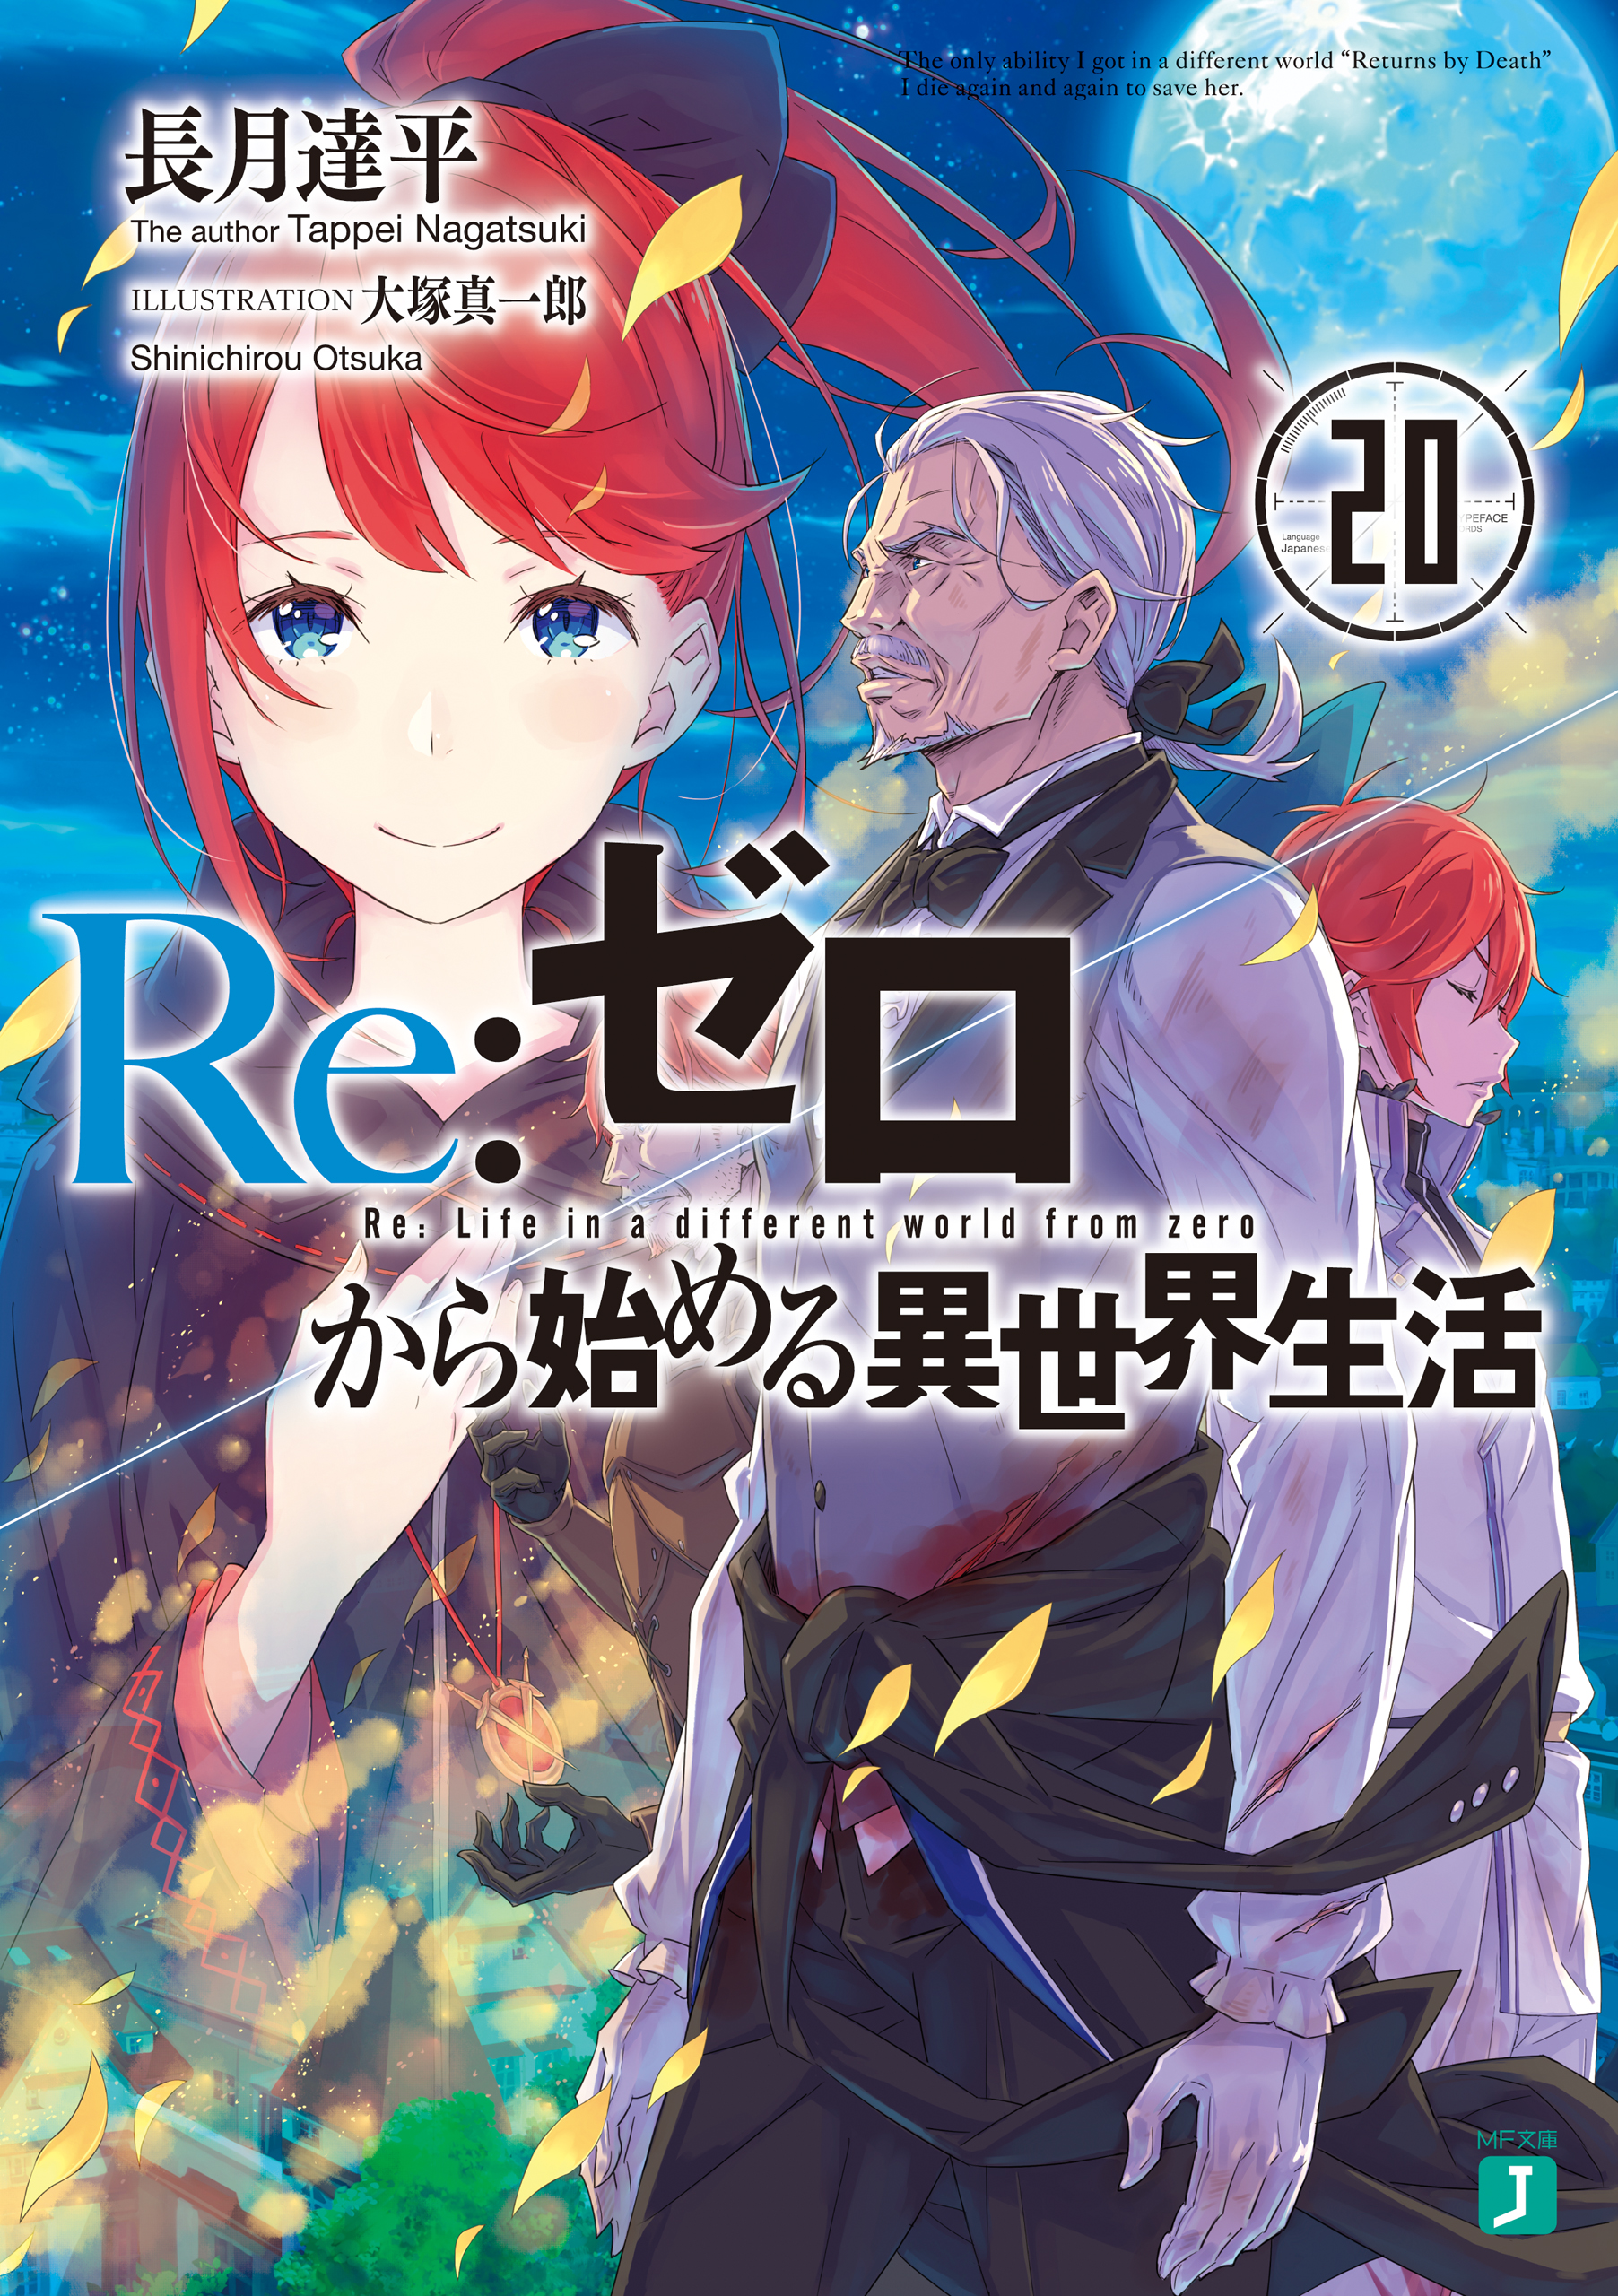 The only ability I got in a different world “Returns by Death”
I die again and again to save her.
長月達平
The author Tappei Nagatsuki
ILLUSTRATION 大塚真一郎
Shinichirou Otsuka
20
Language
Japanese
Re:ゼロ
Re: Life in a different world from zero
から始める異世界生活
MF文庫
J